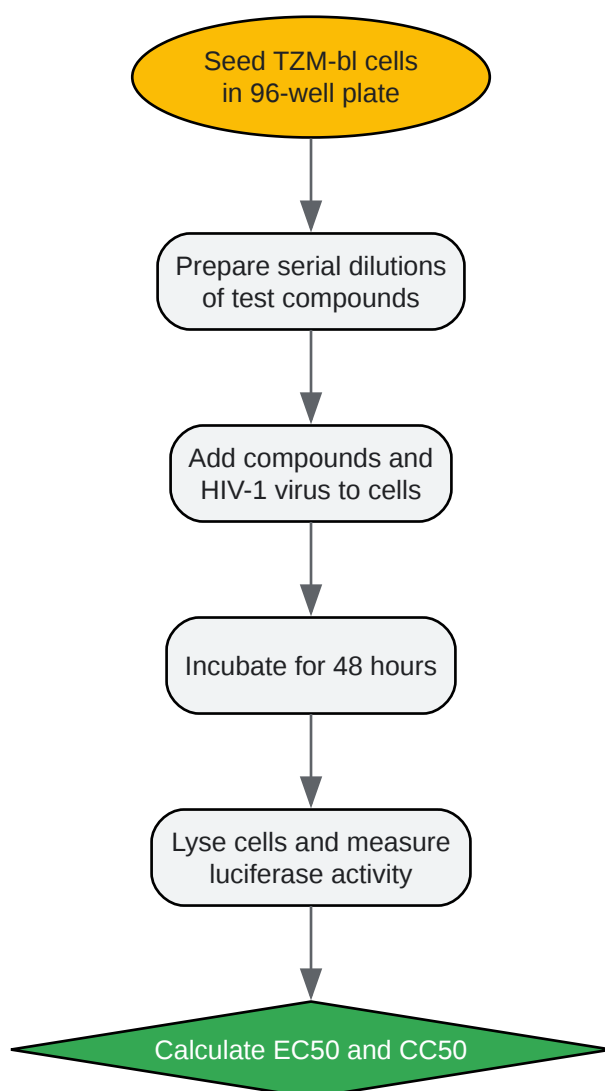 Seed TZM-bl cells
in 96-well plate
Prepare serial dilutions
of test compounds
Add compounds and
HIV-1 virus to cells
Incubate for 48 hours
Lyse cells and measure
luciferase activity
Calculate EC50 and CC50